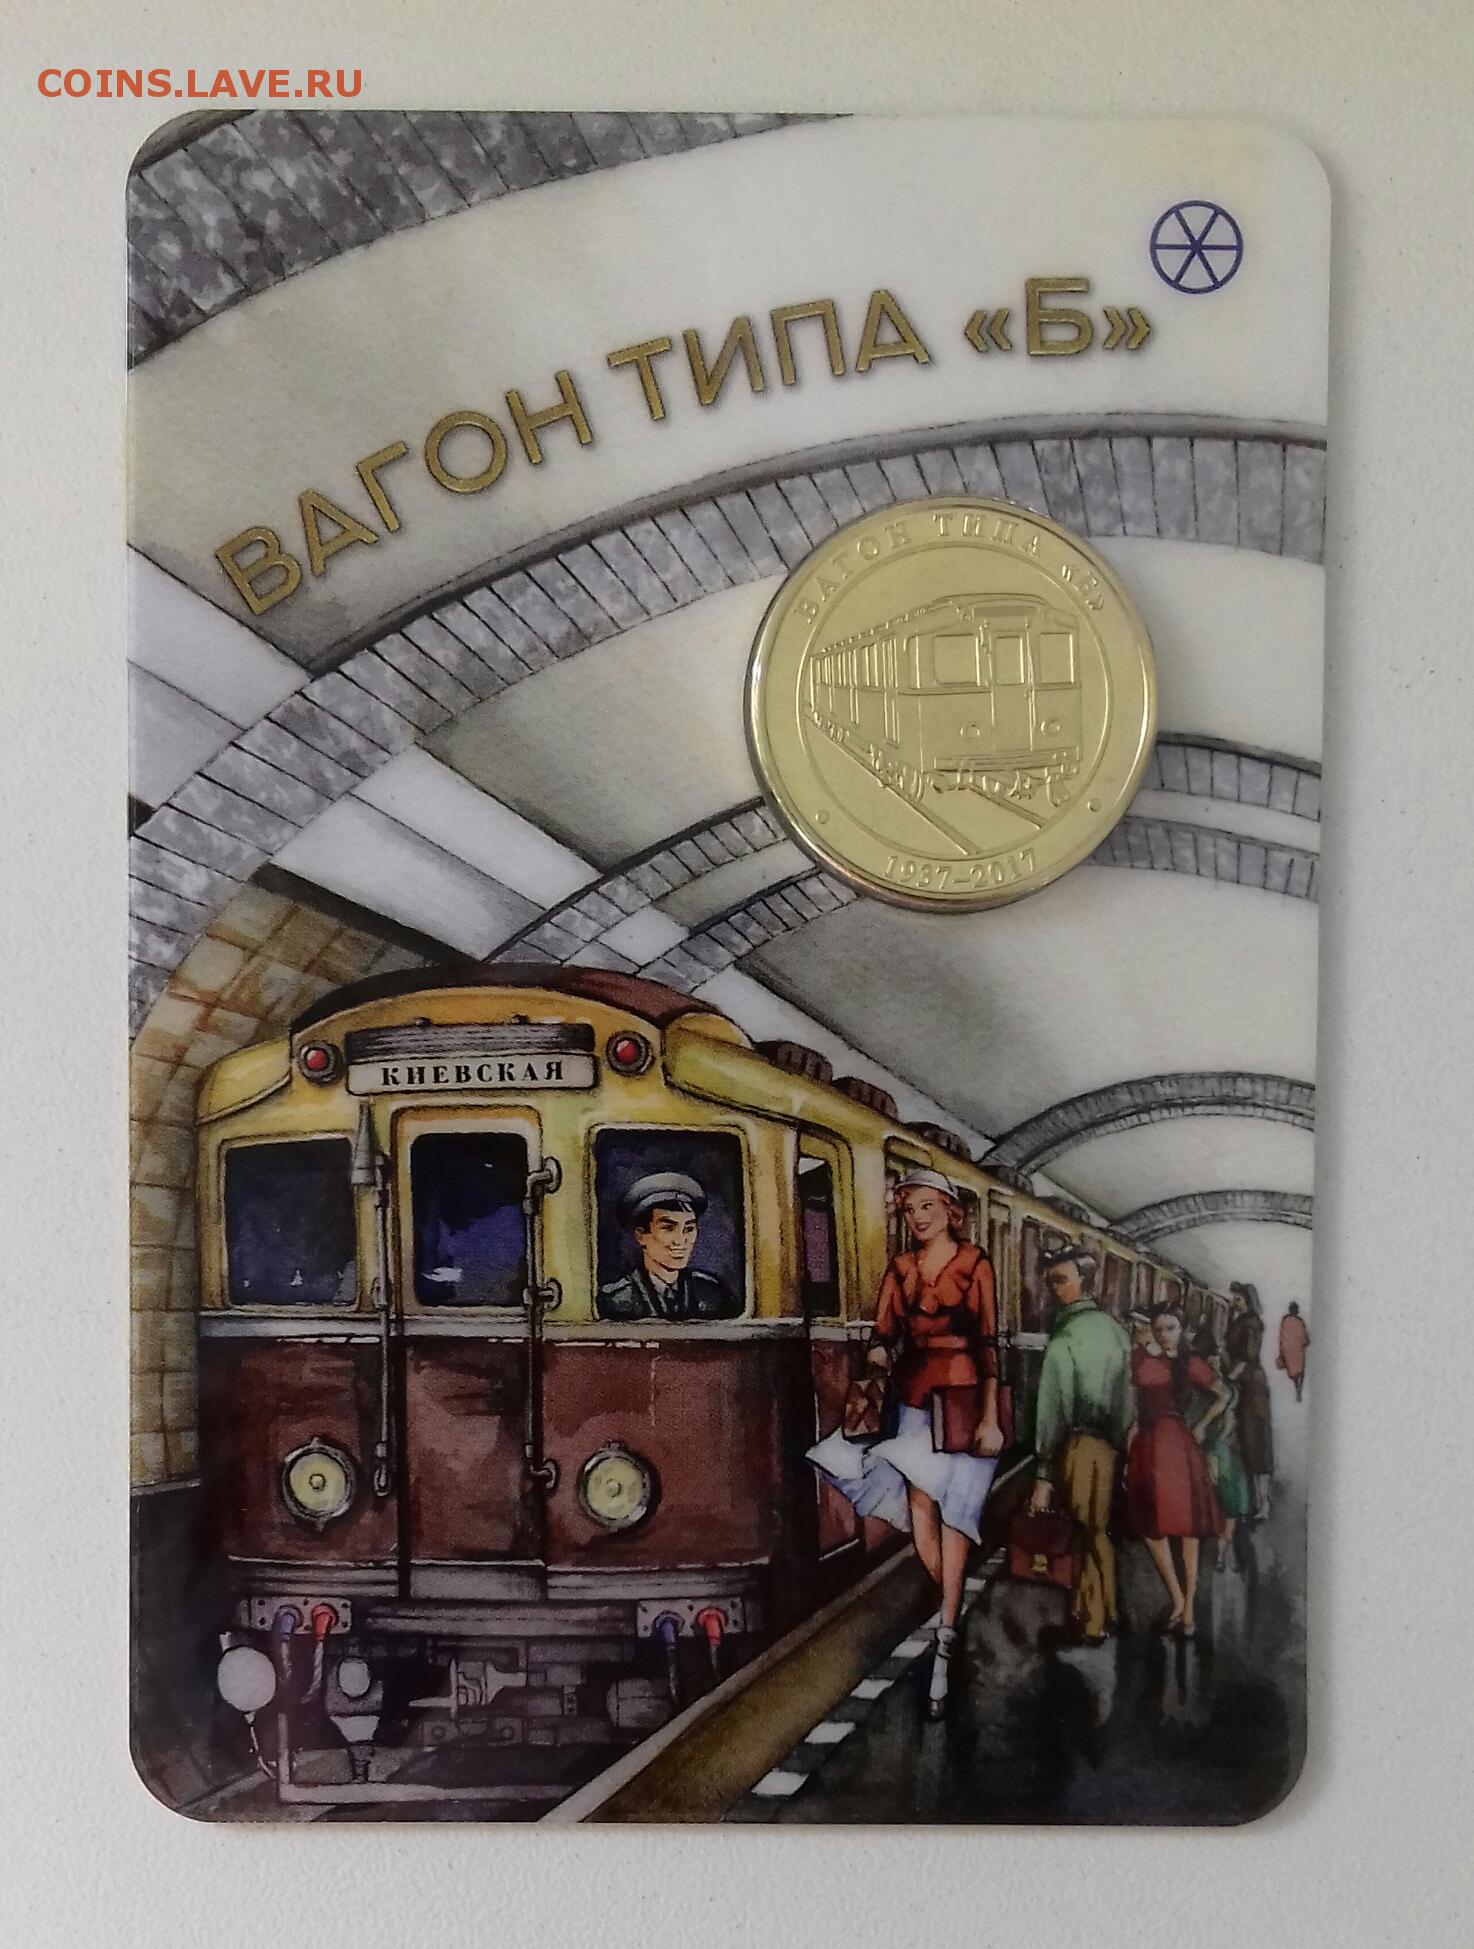 COINS.LAVE.RU
ВАГОН ТИПА «Б»
ВАГОН ТИПА «Б»
1937–2017
КИЕВСКАЯ